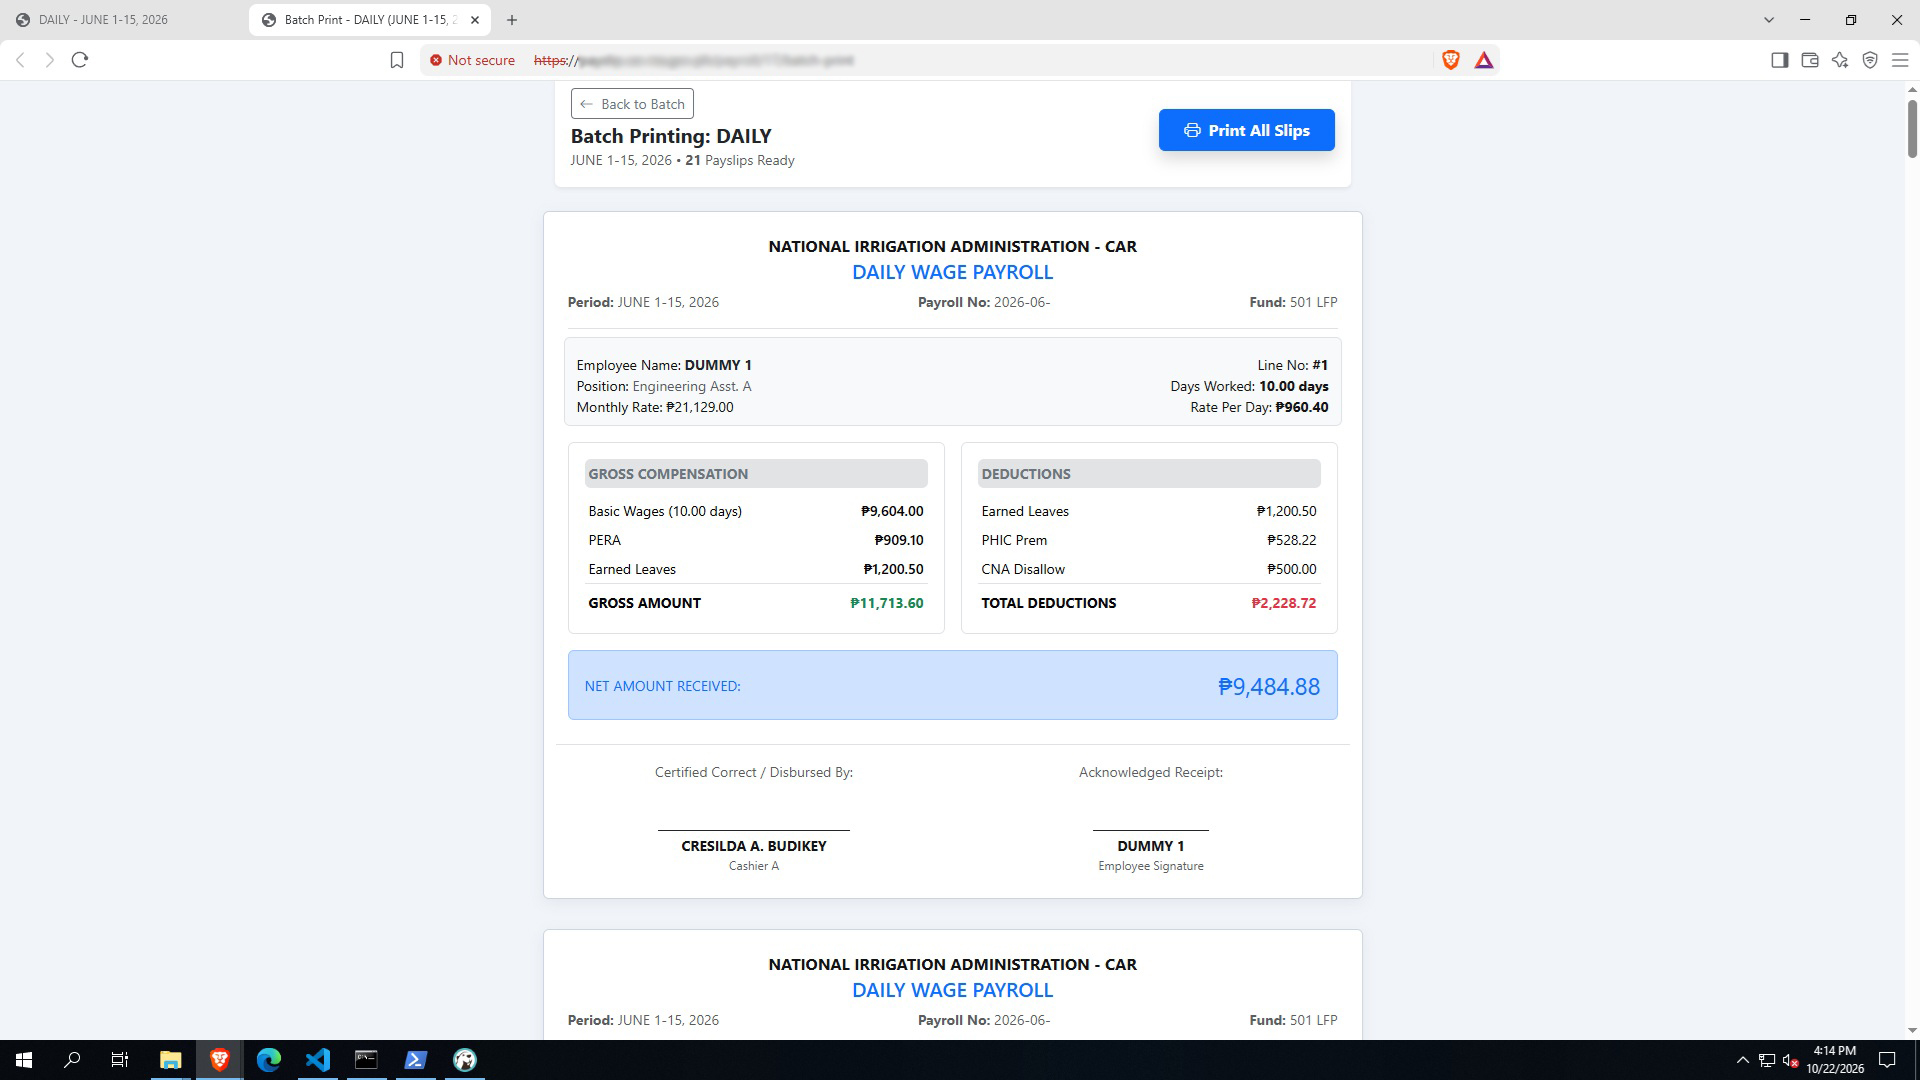 DAILY - JUNE 1-15, 2026
Batch Print - DAILY (JUNE 1-15, 2
Not secure https://
Back to Batch
Batch Printing: DAILY
JUNE 1-15, 2026 • 21 Payslips Ready
Print All Slips
NATIONAL IRRIGATION ADMINISTRATION - CAR
DAILY WAGE PAYROLL
Period: JUNE 1-15, 2026 Payroll No: 2026-06- Fund: 501 LFP
Employee Name: DUMMY 1 Line No: #1
Position: Engineering Asst. A Days Worked: 10.00 days
Monthly Rate: ₱21,129.00 Rate Per Day: ₱960.40
GROSS COMPENSATION
Basic Wages (10.00 days) ₱9,604.00
PERA ₱909.10
Earned Leaves ₱1,200.50
GROSS AMOUNT ₱11,713.60
DEDUCTIONS
Earned Leaves ₱1,200.50
PHIC Prem ₱528.22
CNA Disallow ₱500.00
TOTAL DEDUCTIONS ₱2,228.72
NET AMOUNT RECEIVED: ₱9,484.88
Certified Correct / Disbursed By:
CRESILDA A. BUDIKEY
Cashier A
Acknowledged Receipt:
DUMMY 1
Employee Signature
NATIONAL IRRIGATION ADMINISTRATION - CAR
DAILY WAGE PAYROLL
Period: JUNE 1-15, 2026 Payroll No: 2026-06- Fund: 501 LFP
4:14 PM
10/22/2026